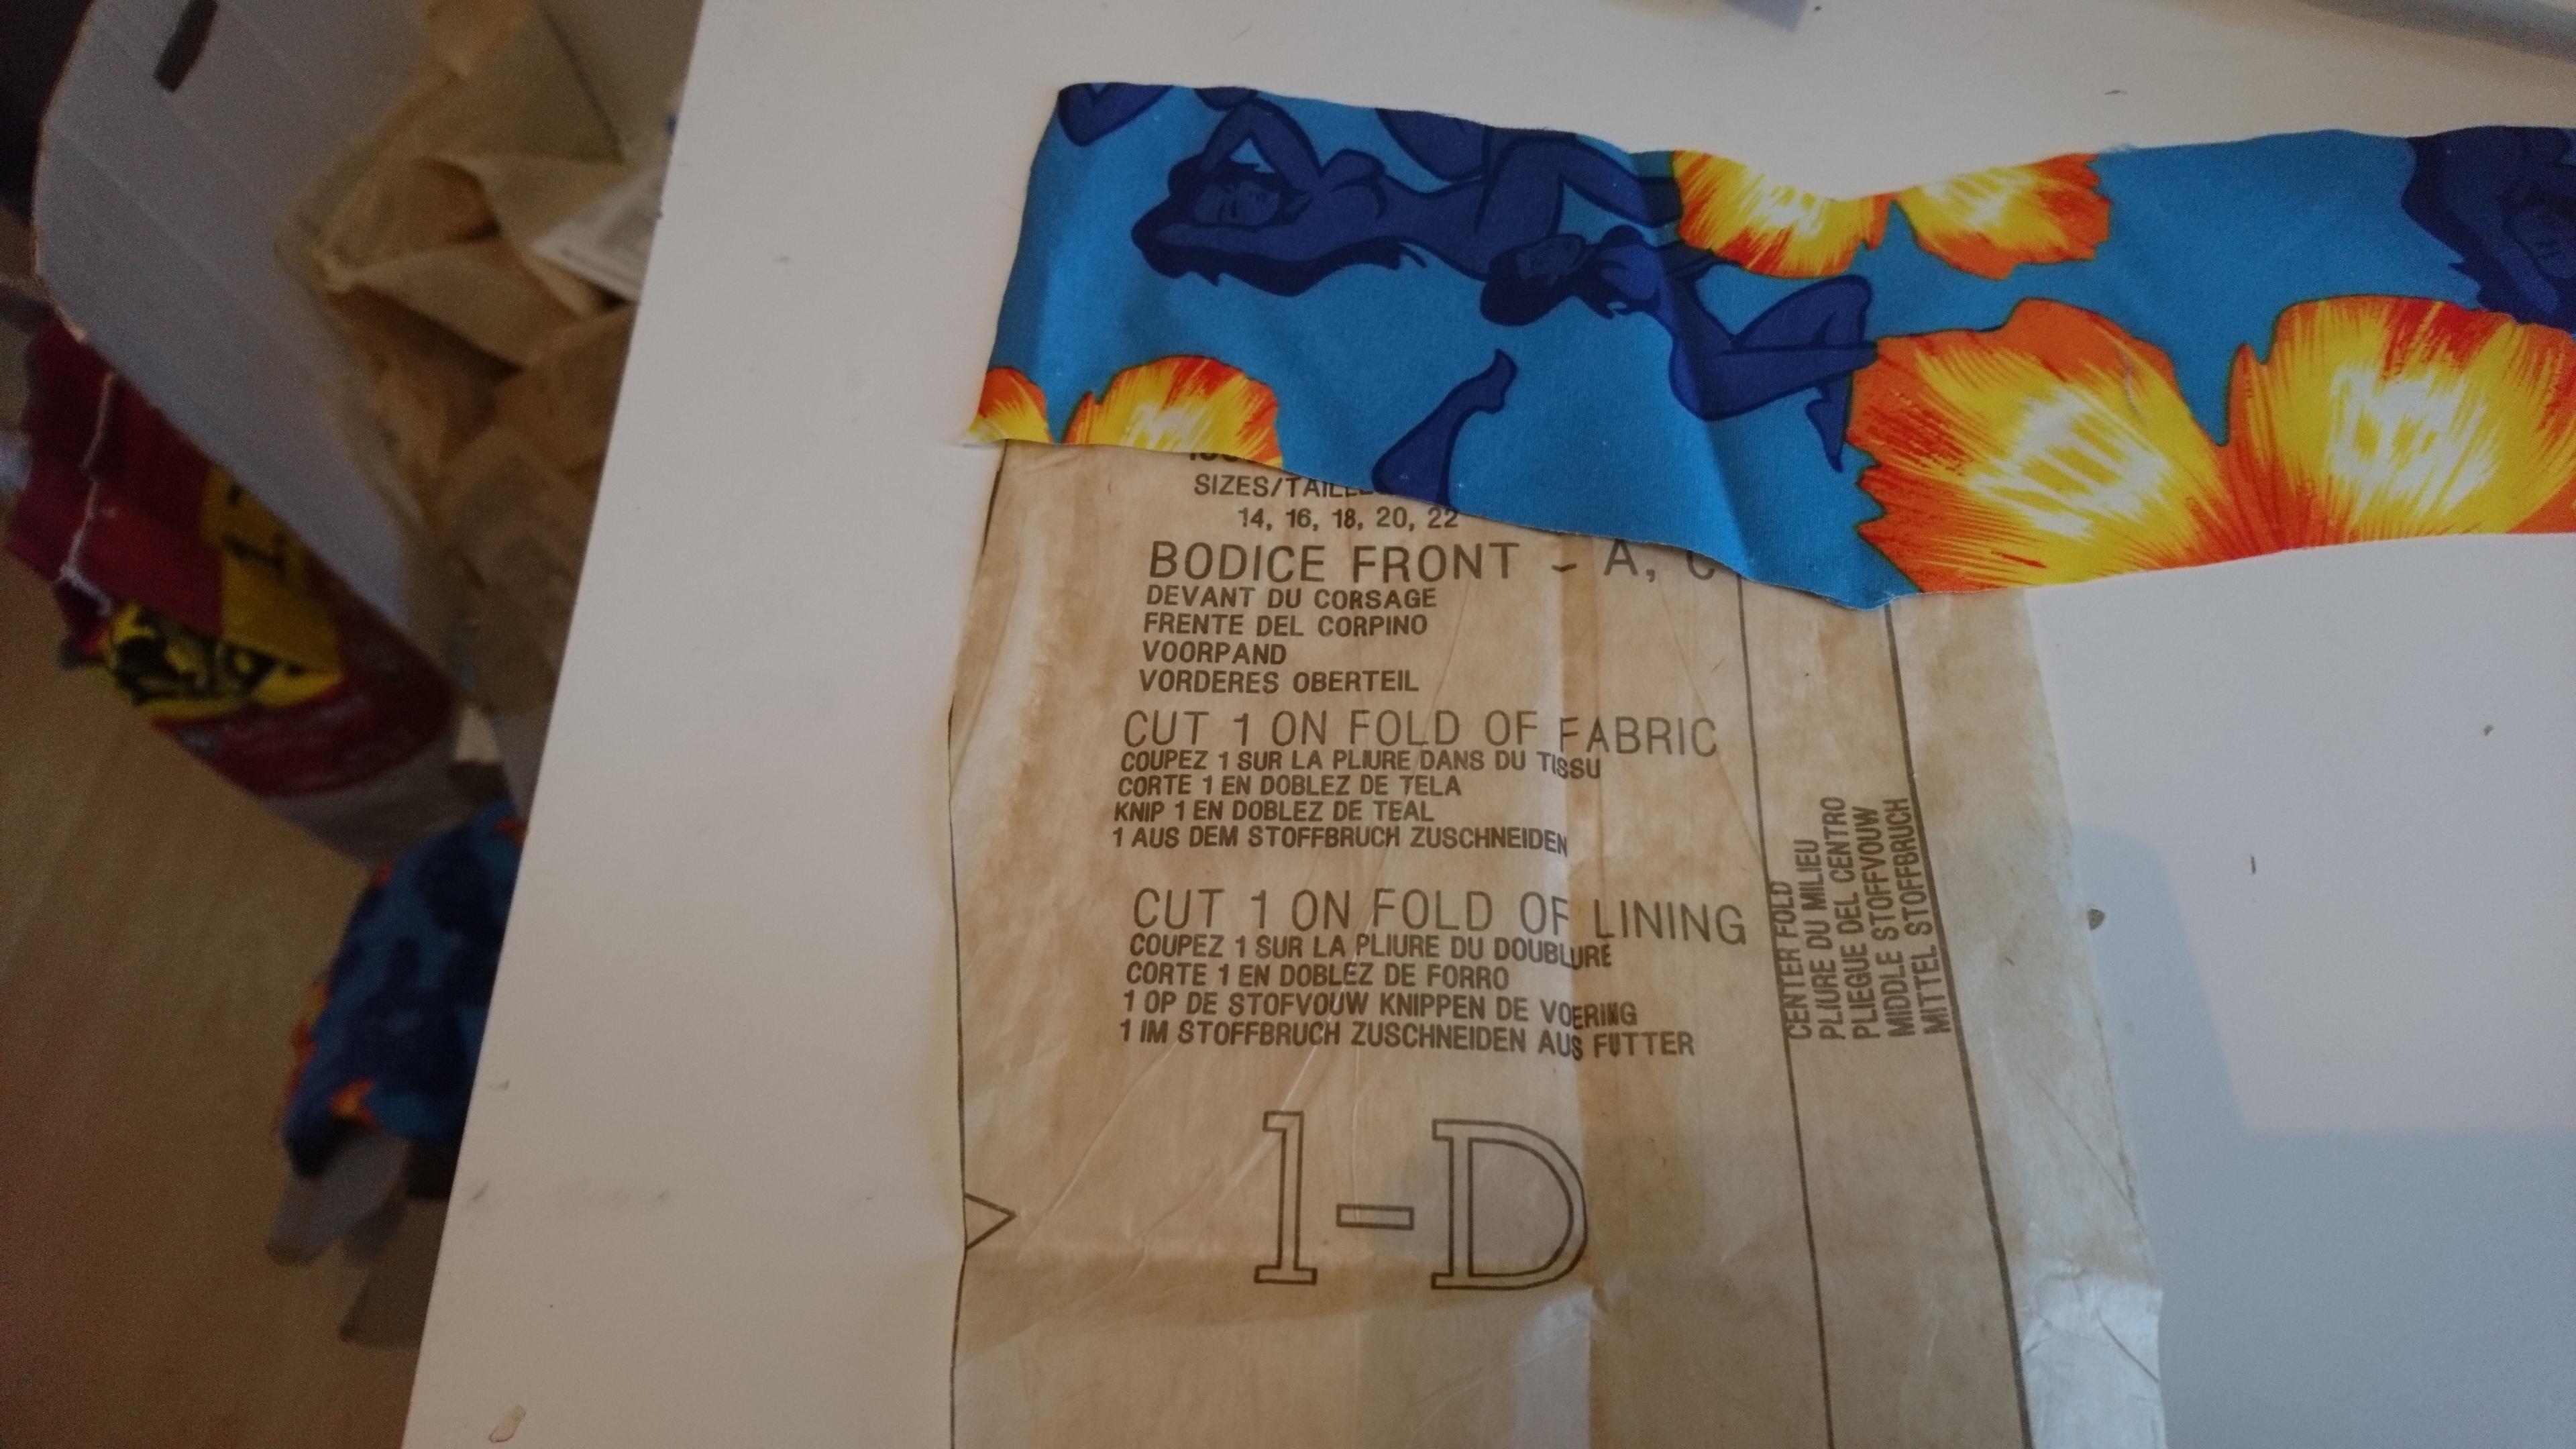 SIZES/TAILLE
14, 16, 18, 20, 22
BODICE FRONT - A, C
DEVANT DU CORSAGE
FRENTE DEL CORPINO
VOORPAND
VORDERES OBERTEIL
CUT 1 ON FOLD OF FABRIC
COUPEZ 1 SUR LA PLIURE DANS DU TISSU
CORTE 1 EN DOBLEZ DE TELA
KNIP 1 EN DOBLEZ DE TEAL
1 AUS DEM STOFFBRUCH ZUSCHNEIDEN
CUT 1 ON FOLD OF LINING
COUPEZ 1 SUR LA PLIURE DU DOUBLURE
CORTE 1 EN DOBLEZ DE FORRO
1 OP DE STOFVOUW KNIPPEN DE VOERING
1 IM STOFFBRUCH ZUSCHNEIDEN AUS FUTTER
1-D
CENTER FOLD
PLIURE DU MILIEU
PLIEGUE DEL CENTRO
MIDDLE STOFFVOUW
MITTEL STOFFBRUCH